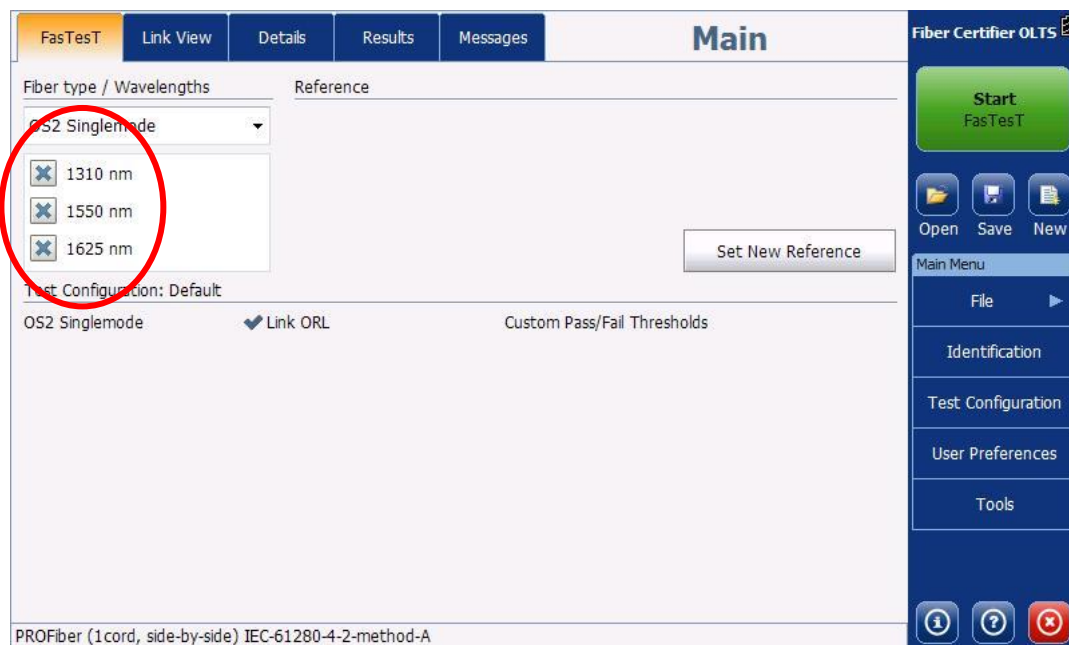 FasTesT
Link View
Details
Results
Messages
Main
Fiber type / Wavelengths
Reference
OS2 Singlemode
1310 nm
1550 nm
1625 nm
Set New Reference
Test Configuration: Default
OS2 Singlemode
Link ORL
Custom Pass/Fail Thresholds
PROFiber (1cord, side-by-side) IEC-61280-4-2-method-A
Fiber Certifier OLTS
Start
FasTesT
Open
Save
New
Main Menu
File
Identification
Test Configuration
User Preferences
Tools